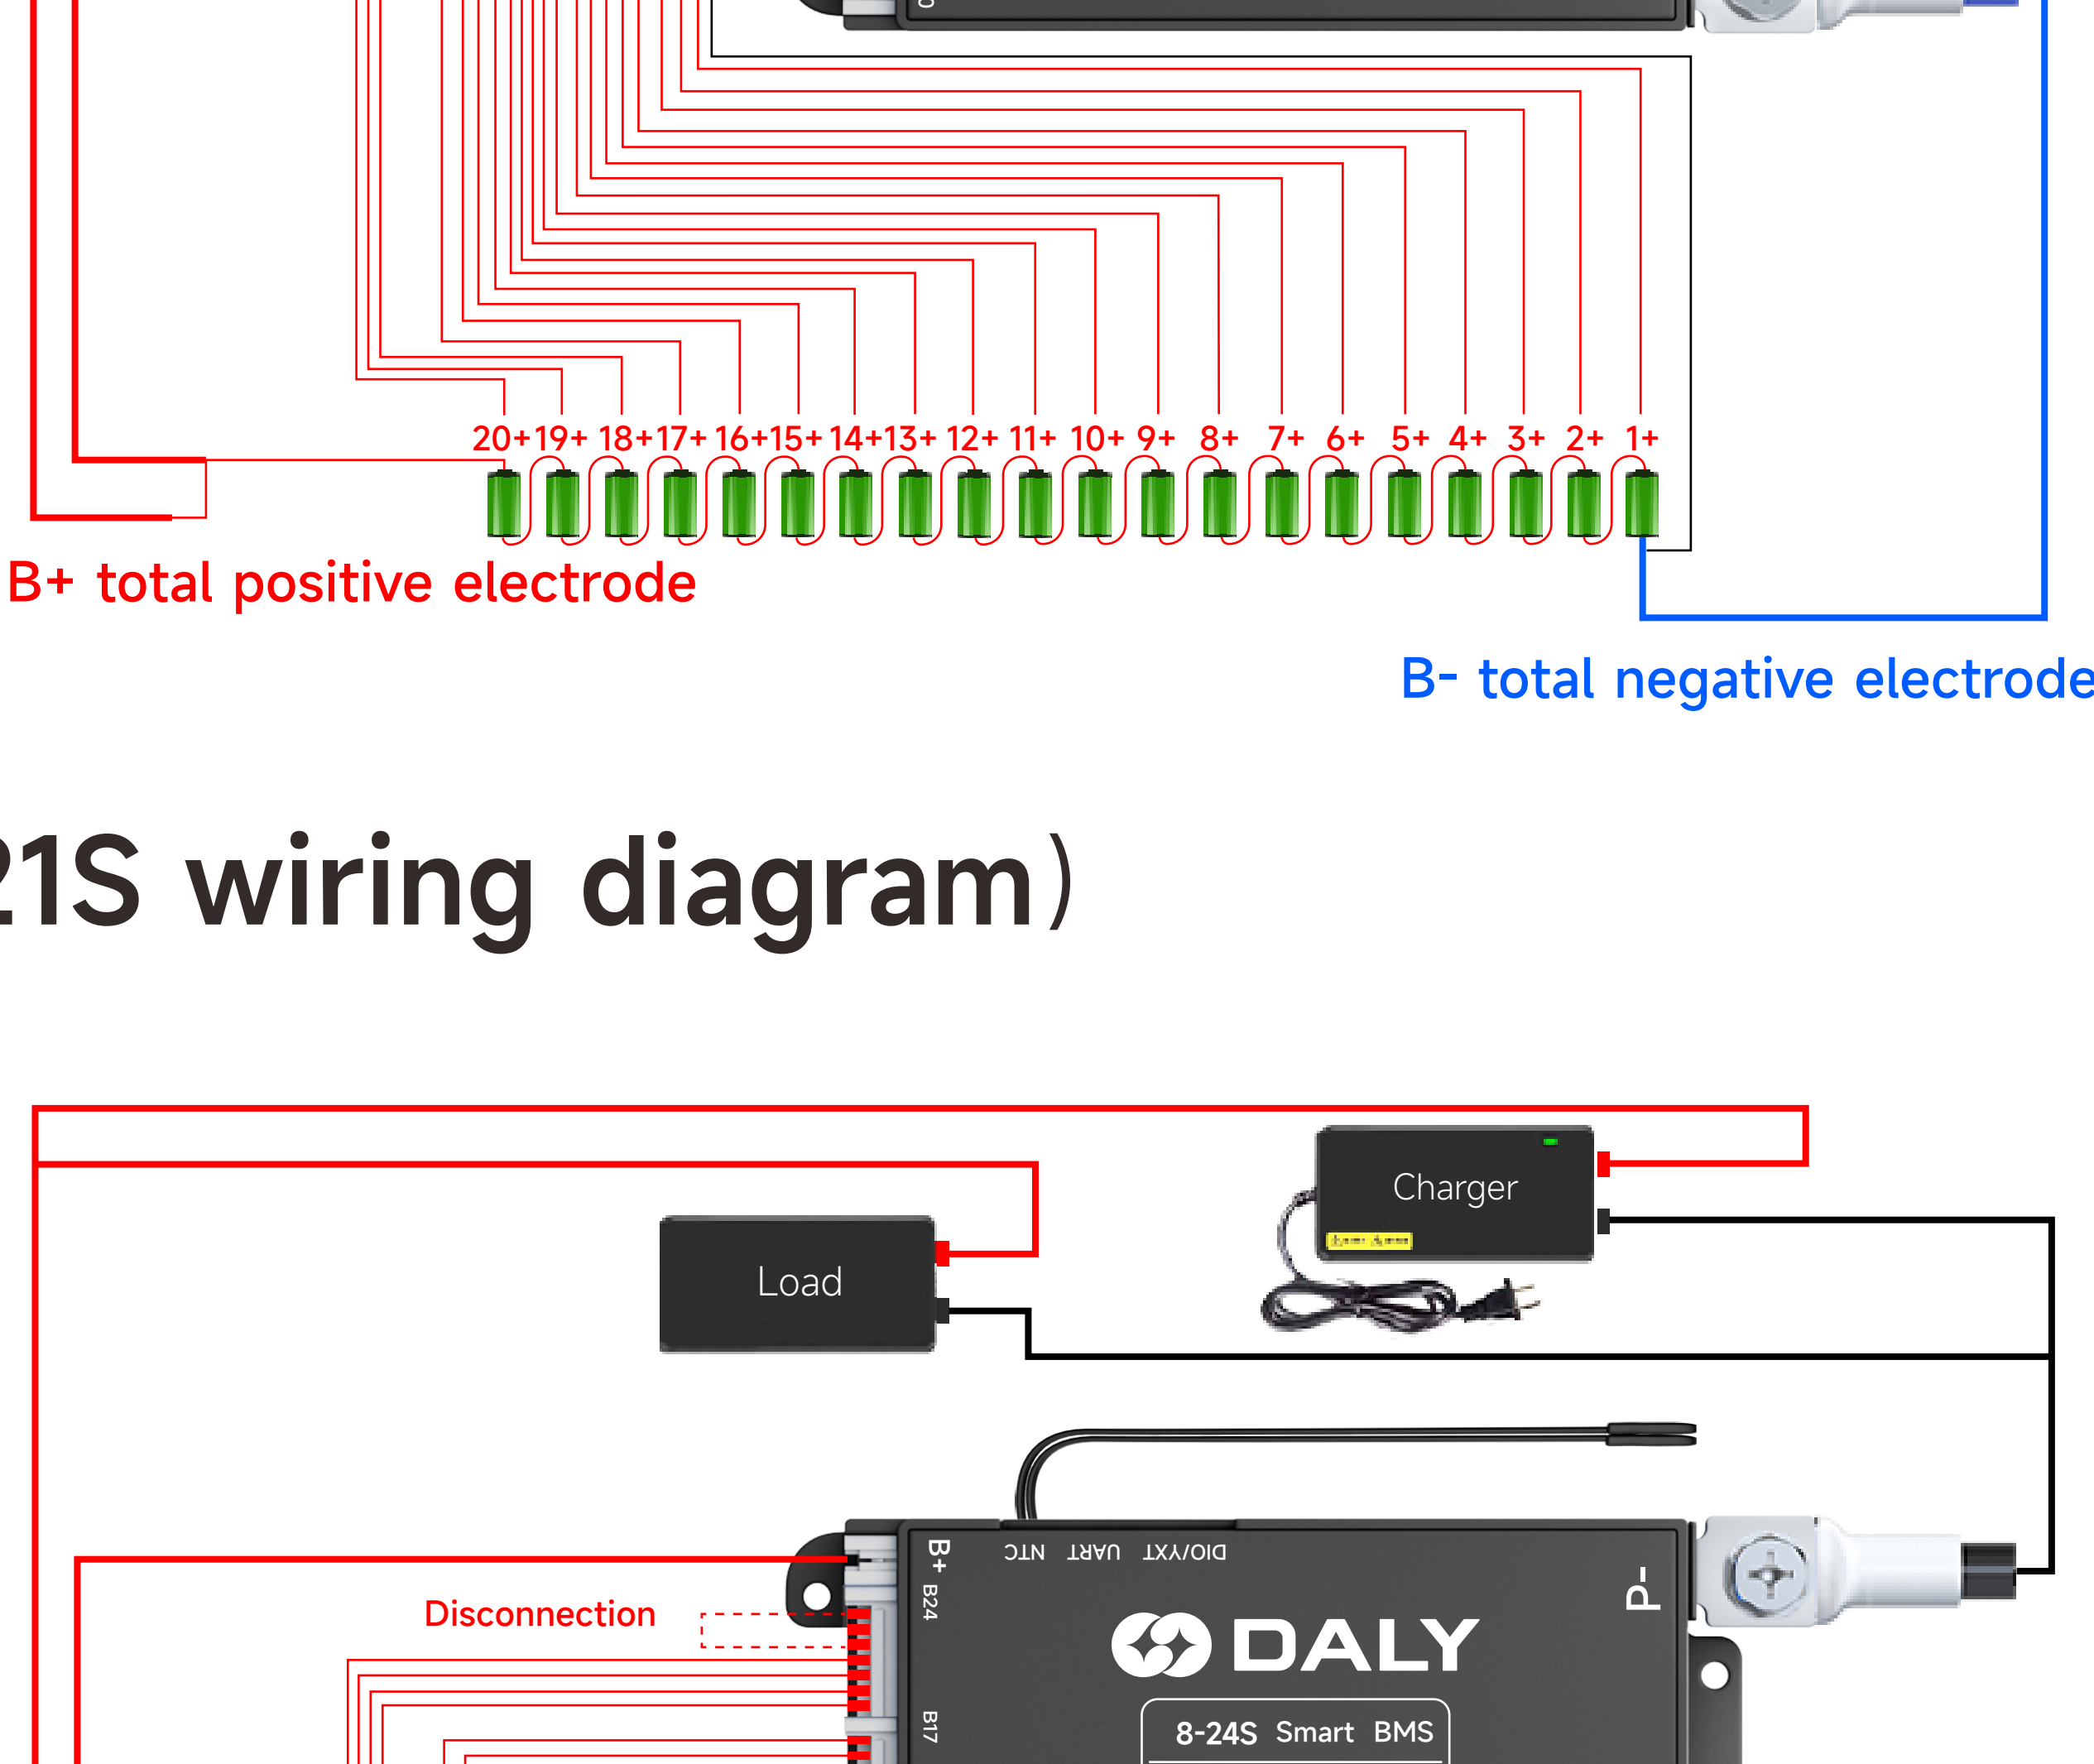 20+ 19+ 18+ 17+ 16+ 15+ 14+ 13+ 12+ 11+ 10+ 9+ 8+ 7+ 6+ 5+ 4+ 3+ 2+ 1+
B+ total positive electrode
B- total negative electrode
21S wiring diagram)
Charger
Load
B+
NTC UART DIO/YXT
P-
B24
Disconnection
DALY
B17
8-24S Smart BMS